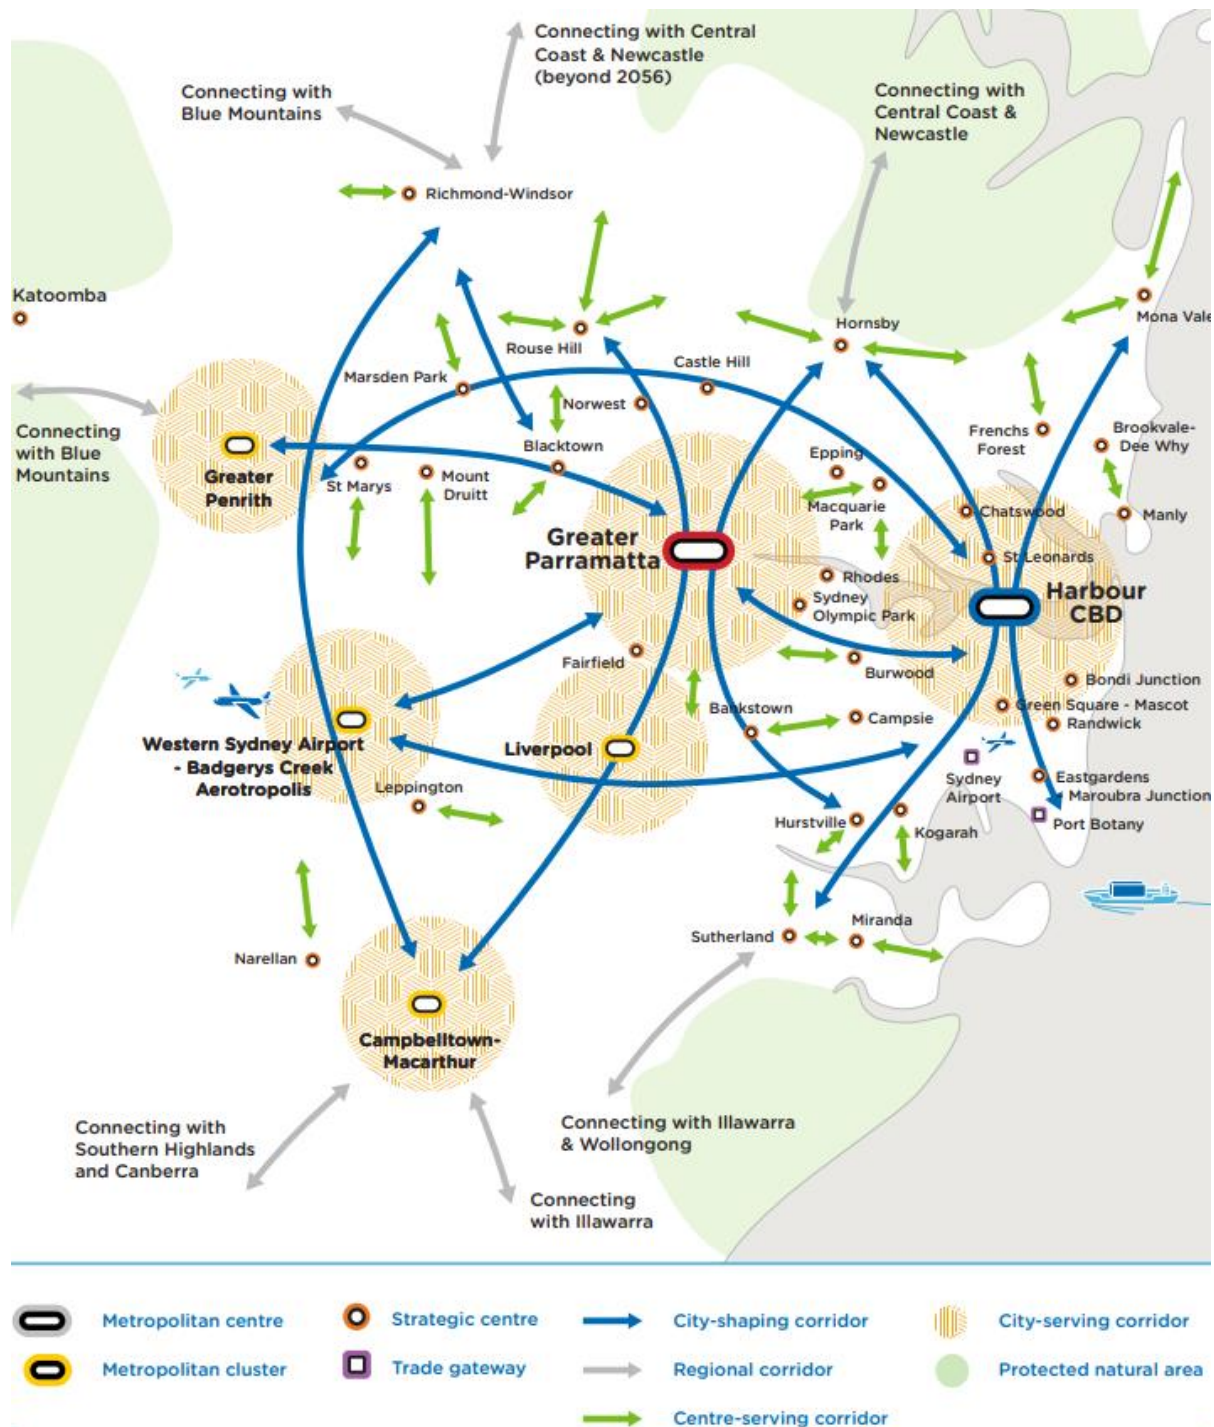 Connecting with Central
Coast & Newcastle
(beyond 2056)
Connecting with
Blue Mountains
Connecting with
Central Coast &
Newcastle
Richmond-Windsor
Katoomba
Mona Vale
Hornsby
Rouse Hill
Castle Hill
Marsden Park
Norwest
Connecting
with Blue
Mountains
Blacktown
Frenchs
Forest
Brookvale-
Dee Why
Greater
Penrith
St Marys
Mount
Druitt
Epping
Macquarie
Park
Chatswood
Manly
Greater
Parramatta
St Leonards
Rhodes
Harbour
CBD
Sydney
Olympic Park
Fairfield
Burwood
Bondi Junction
Bankstown
Campsie
Green Square - Mascot
Randwick
Western Sydney Airport
- Badgerys Creek
Aerotropolis
Liverpool
Leppington
Sydney
Airport
Eastgardens
- Maroubra Junction
Hurstville
Kogarah
Port Botany
Narellan
Sutherland
Miranda
Campbelltown-
Macarthur
Connecting with
Southern Highlands
and Canberra
Connecting with Illawarra
& Wollongong
Connecting
with Illawarra
Metropolitan centre
Strategic centre
City-shaping corridor
City-serving corridor
Metropolitan cluster
Trade gateway
Regional corridor
Protected natural area
Centre-serving corridor